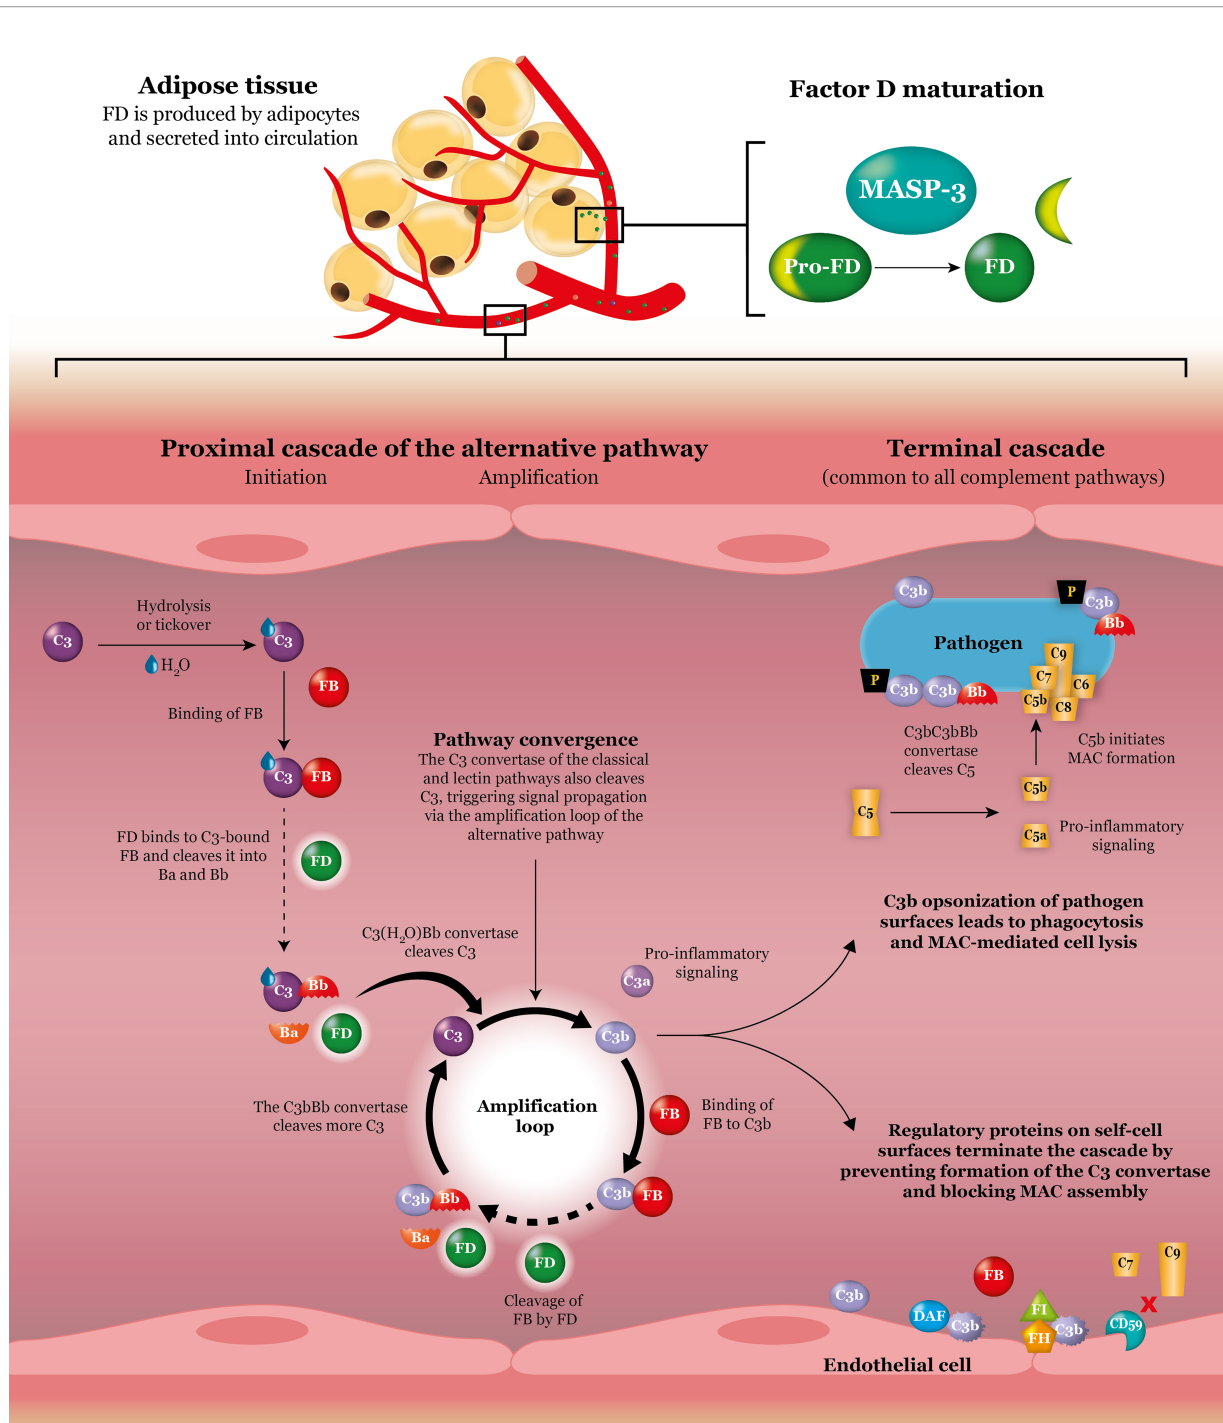 Adipose tissue
FD is produced by adipocytes
and secreted into circulation
Factor D maturation
MASP-3
Pro-FD
FD
Proximal cascade of the alternative pathway
Initiation
Amplification
Terminal cascade
(common to all complement pathways)
C3
Hydrolysis
or tickover
H₂O
C3
FB
Binding of FB
C3
FB
FD binds to C3-bound
FB and cleaves it into
Ba and Bb
FD
C3
Bb
Ba
FD
C3(H₂O)Bb convertase
cleaves C3
Pathway convergence
The C3 convertase of the classical
and lectin pathways also cleaves
C3, triggering signal propagation
via the amplification loop of the
alternative pathway
C3
C3b
C3a
Pro-inflammatory
signaling
Amplification
loop
FB
Binding of
FB to C3b
C3b
FB
FD
Cleavage of
FB by FD
C3b
Bb
Ba
FD
The C3bBb convertase
cleaves more C3
C3b
P
C3b
Bb
Pathogen
P
C3b
C3b
Bb
C9
C7
C6
C5b
C8
C3bC3bBb
convertase
cleaves C5
C5b initiates
MAC formation
C5
C5b
C5a
Pro-inflammatory
signaling
C3b opsonization of pathogen
surfaces leads to phagocytosis
and MAC-mediated cell lysis
Regulatory proteins on self-cell
surfaces terminate the cascade by
preventing formation of the C3 convertase
and blocking MAC assembly
C3b
DAF
C3b
FB
FI
FH
C3b
C7
C9
X
CD59
Endothelial cell